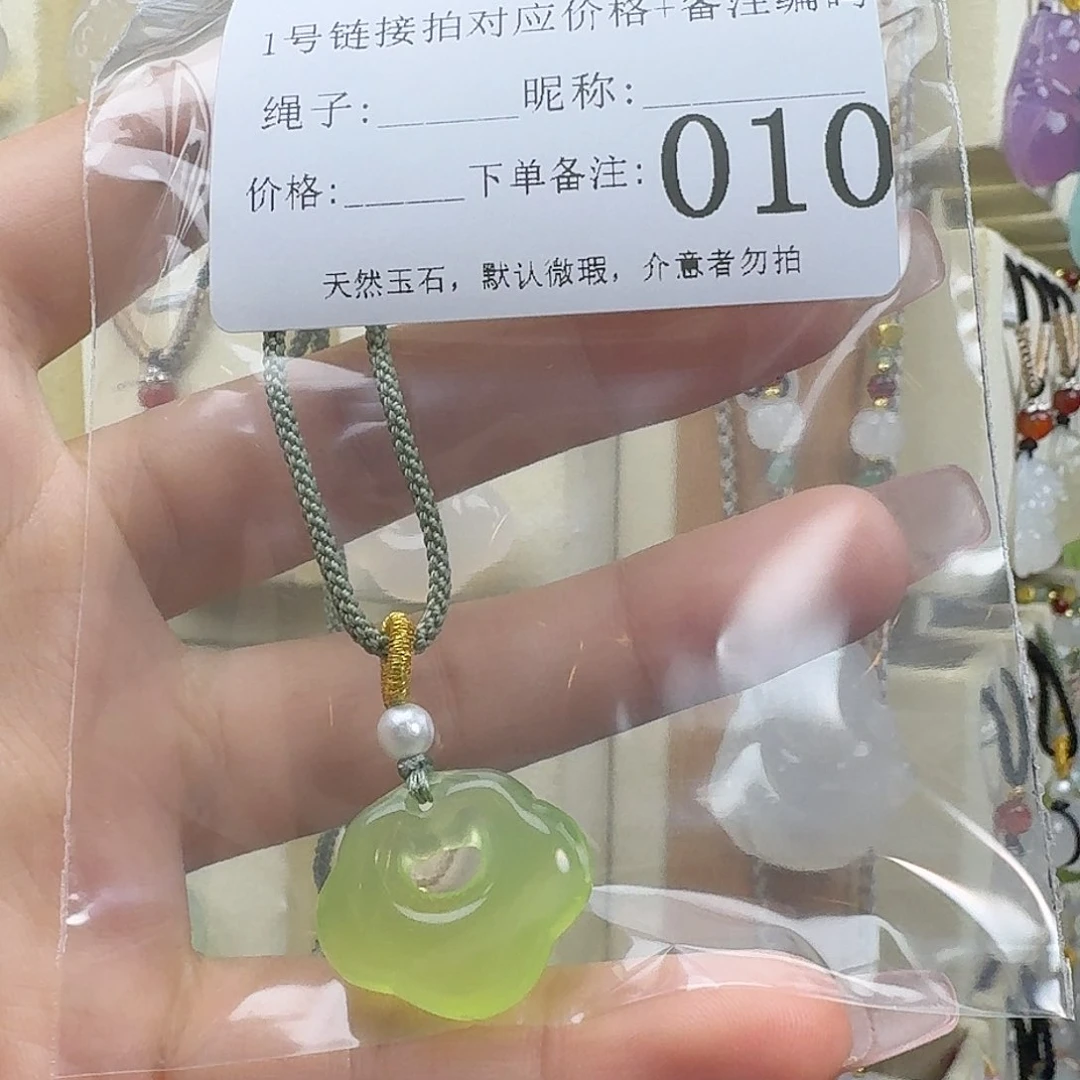 1号链接拍对应价格+备注编码
绳子:______昵称:__________
价格:______下单备注:010
天然玉石，默认微瑕，介意者勿拍